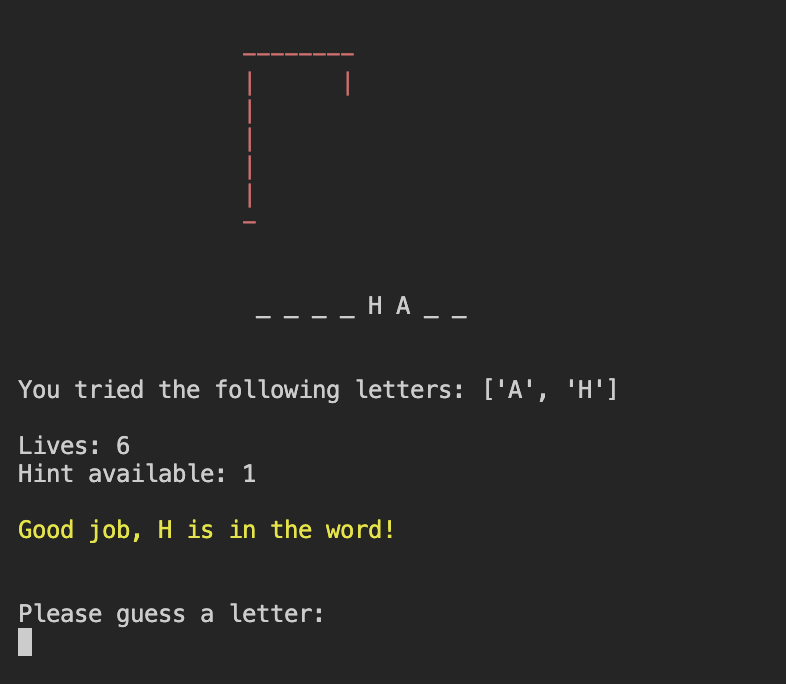 _ _ _ _ H A _ _
You tried the following letters: ['A', 'H']
Lives: 6
Hint available: 1
Good job, H is in the word!
Please guess a letter: